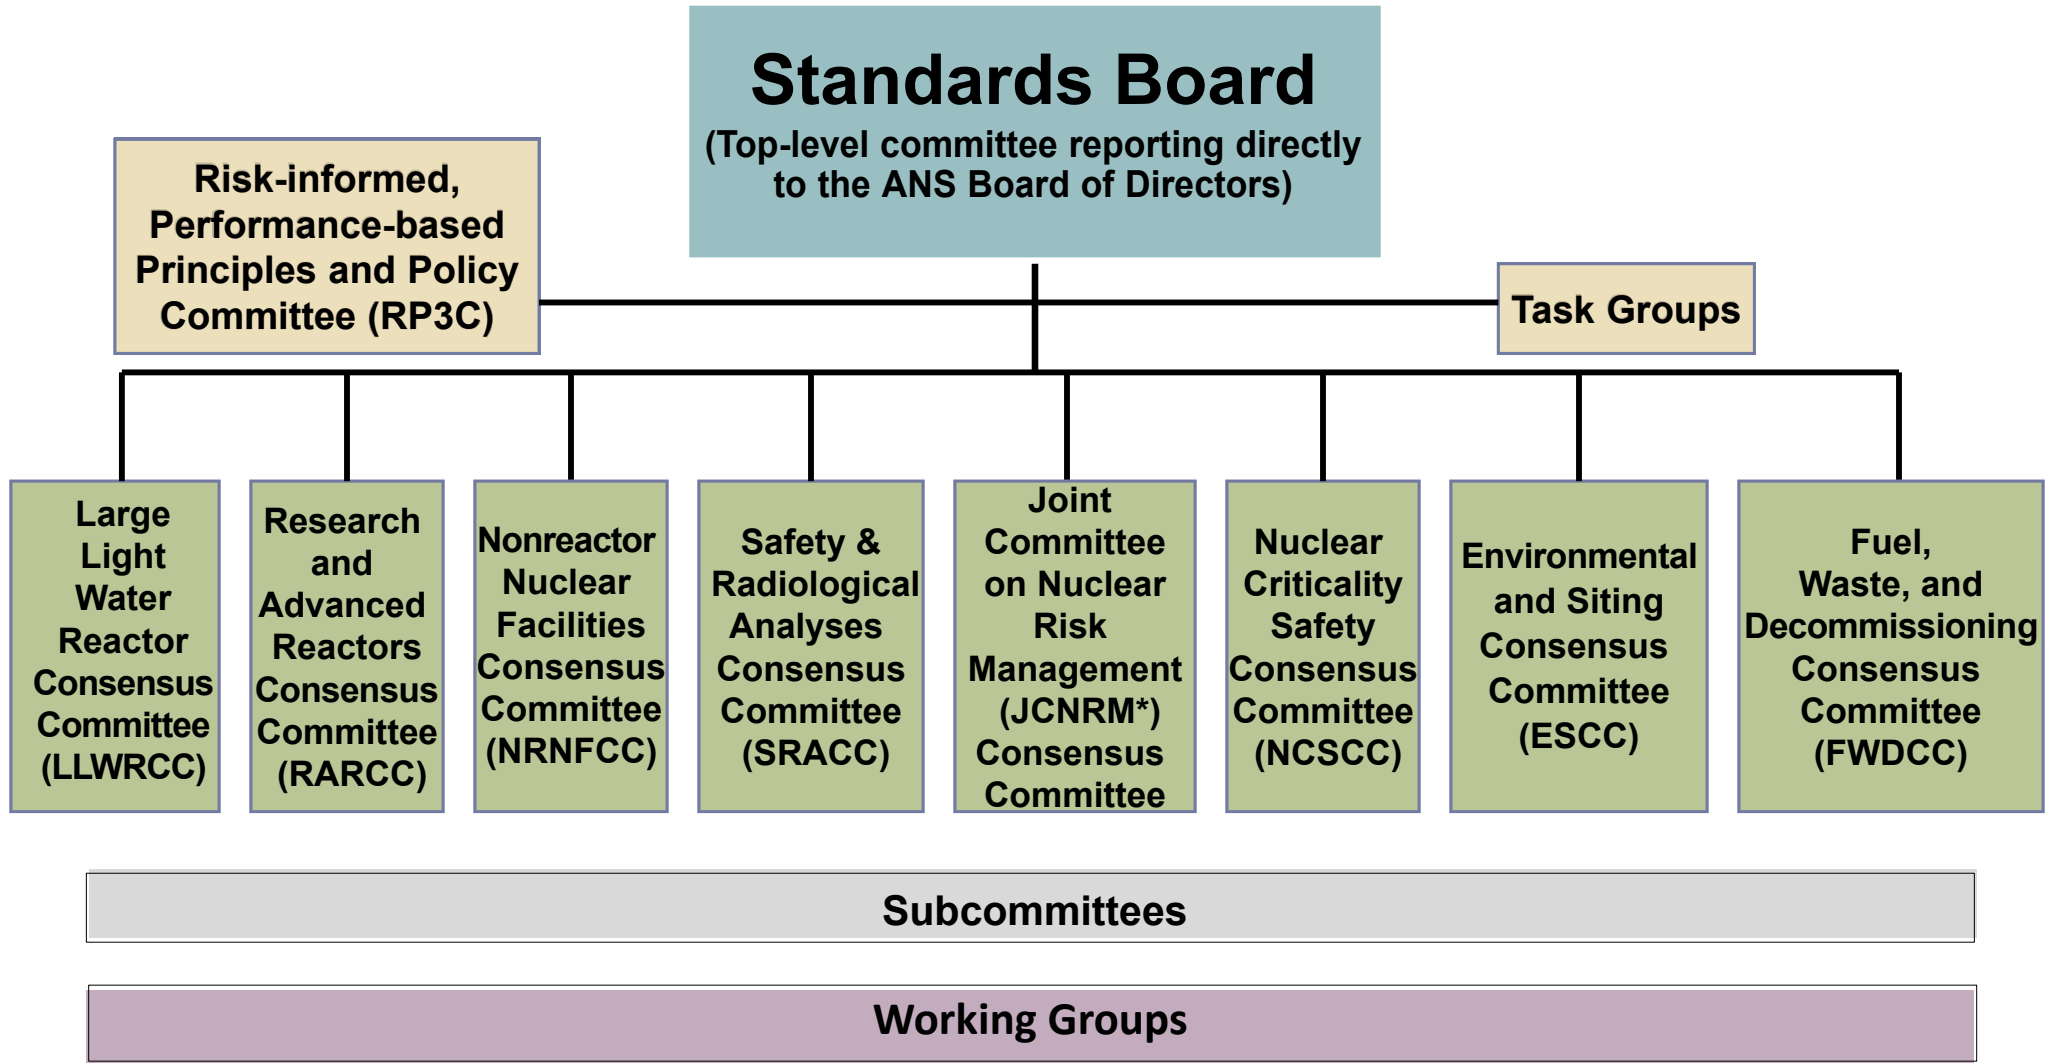 Standards Board
(Top-level committee reporting directly
to the ANS Board of Directors)
Risk-informed,
Performance-based
Principles and Policy
Committee (RP3C)
Task Groups
Large
Light
Water
Reactor
Consensus
Committee
(LLWRCC)
Research
and
Advanced
Reactors
Consensus
Committee
(RARCC)
Nonreactor
Nuclear
Facilities
Consensus
Committee
(NRNFCC)
Safety &
Radiological
Analyses
Consensus
Committee
(SRACC)
Joint
Committee
on Nuclear
Risk
Management
(JCNRM*)
Consensus
Committee
Nuclear
Criticality
Safety
Consensus
Committee
(NCSCC)
Environmental
and Siting
Consensus
Committee
(ESCC)
Fuel,
Waste, and
Decommissioning
Consensus
Committee
(FWDCC)
Subcommittees
Working Groups